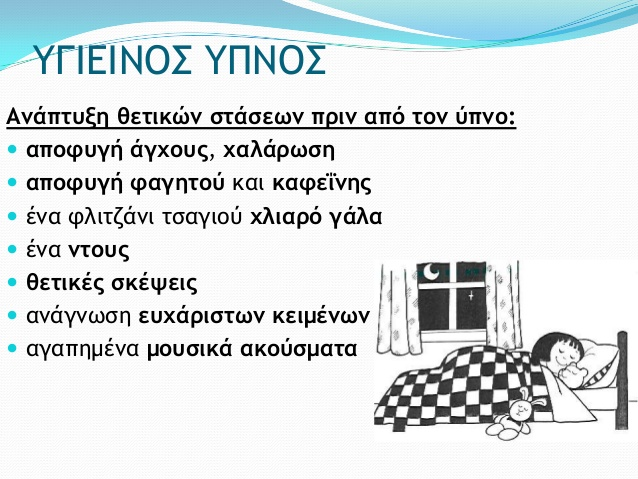 ΥΓΙΕΙΝΟΣ ΥΠΝΟΣ
Ανάπτυξη θετικών στάσεων πριν από τον ύπνο:
• αποφυγή άγχους, χαλάρωση
• αποφυγή φαγητού και καφεΐνης
• ένα φλιτζάνι τσαγιού χλιαρό γάλα
• ένα ντους
• θετικές σκέψεις
• ανάγνωση ευχάριστων κειμένων
• αγαπημένα μουσικά ακούσματα